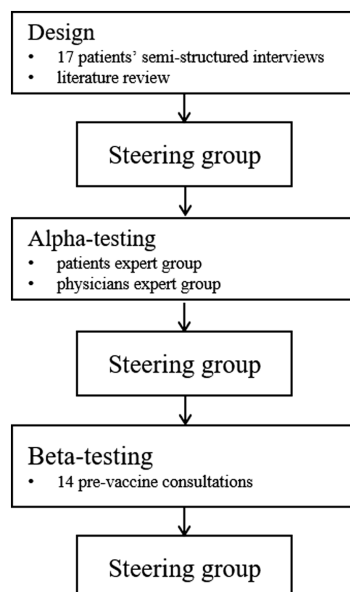 Design
• 17 patients’ semi-structured interviews
• literature review
Steering group
Alpha-testing
• patients expert group
• physicians expert group
Steering group
Beta-testing
• 14 pre-vaccine consultations
Steering group